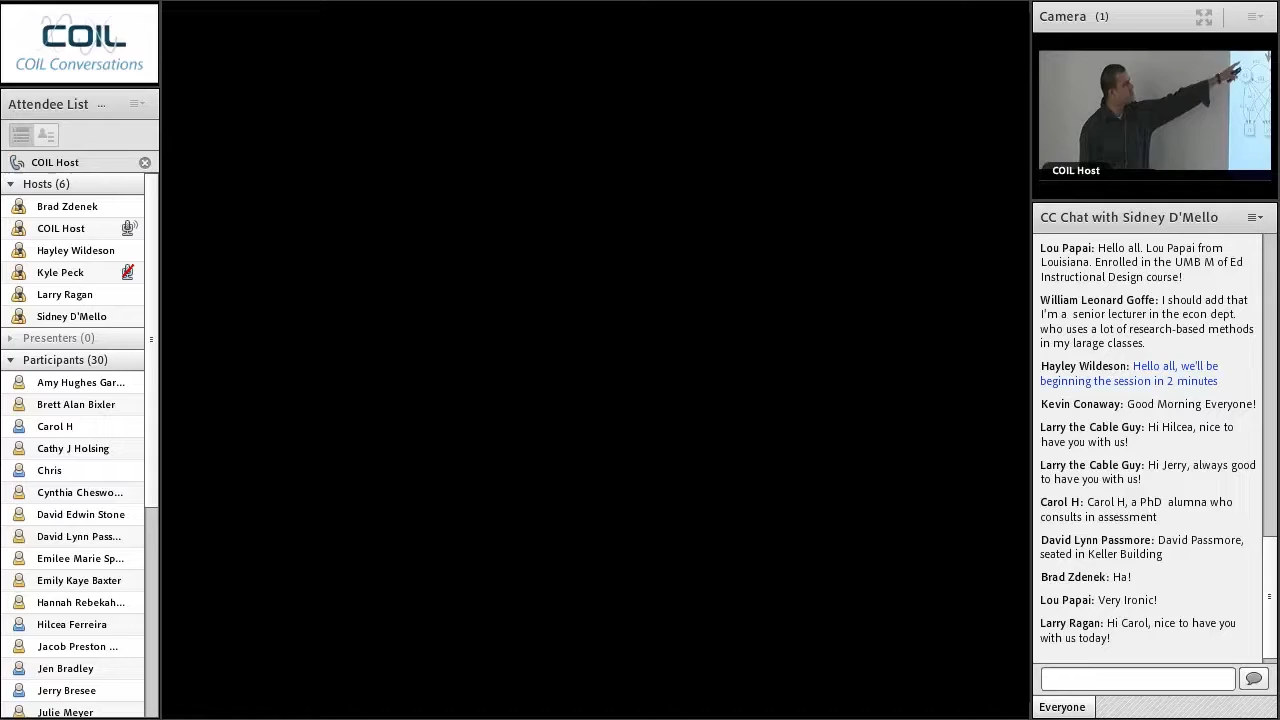 COIL
COIL Conversations
Attendee List ...
COIL Host
Hosts (6)
Brad Zdenek
COIL Host
Hayley Wildeson
Kyle Peck
Larry Ragan
Sidney D'Mello
Presenters (0)
Participants (30)
Amy Hughes Gar...
Brett Alan Bixler
Carol H
Cathy J Holsing
Chris
Cynthia Cheswo...
David Edwin Stone
David Lynn Pass...
Emilee Marie Sp...
Emily Kaye Baxter
Hannah Rebekah...
Hilcea Ferreira
Jacob Preston ...
Jen Bradley
Jerry Bresee
Julie Meyer
Camera (1)
COIL Host
CC Chat with Sidney D'Mello
Lou Papai: Hello all. Lou Papai from
Louisiana. Enrolled in the UMB M of Ed
Instructional Design course!
William Leonard Goffe: I should add that
I'm a senior lecturer in the econ dept.
who uses a lot of research-based methods
in my larage classes.
Hayley Wildeson: Hello all, we'll be
beginning the session in 2 minutes
Kevin Conaway: Good Morning Everyone!
Larry the Cable Guy: Hi Hilcea, nice to
have you with us!
Larry the Cable Guy: Hi Jerry, always good
to have you with us!
Carol H: Carol H, a PhD alumna who
consults in assessment
David Lynn Passmore: David Passmore,
seated in Keller Building
Brad Zdenek: Ha!
Lou Papai: Very Ironic!
Larry Ragan: Hi Carol, nice to have you
with us today!
Everyone